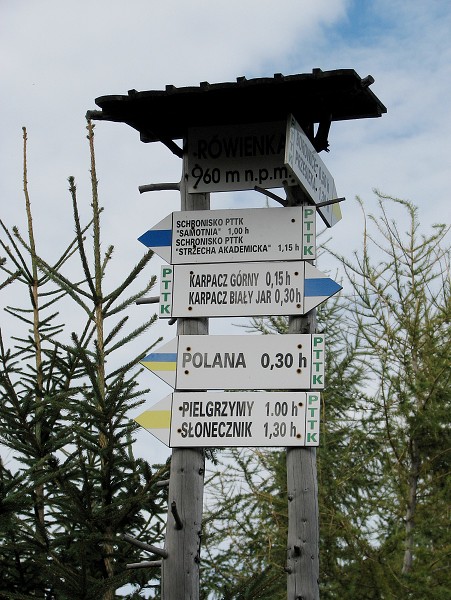 RÓWIENKA
960 m n.p.m.
SCHRONISKO PTTK
"SAMOTNIA" 1,00 h
SCHRONISKO PTTK
"STRZECHA AKADEMICKA" 1,15 h
PTTK
PTTK
KARPACZ GÓRNY 0,15 h
KARPACZ BIAŁY JAR 0,30 h
POLANA 0,30 h
PTTK
PIELGRZYMY 1.00 h
SŁONECZNIK 1,30 h
PTTK